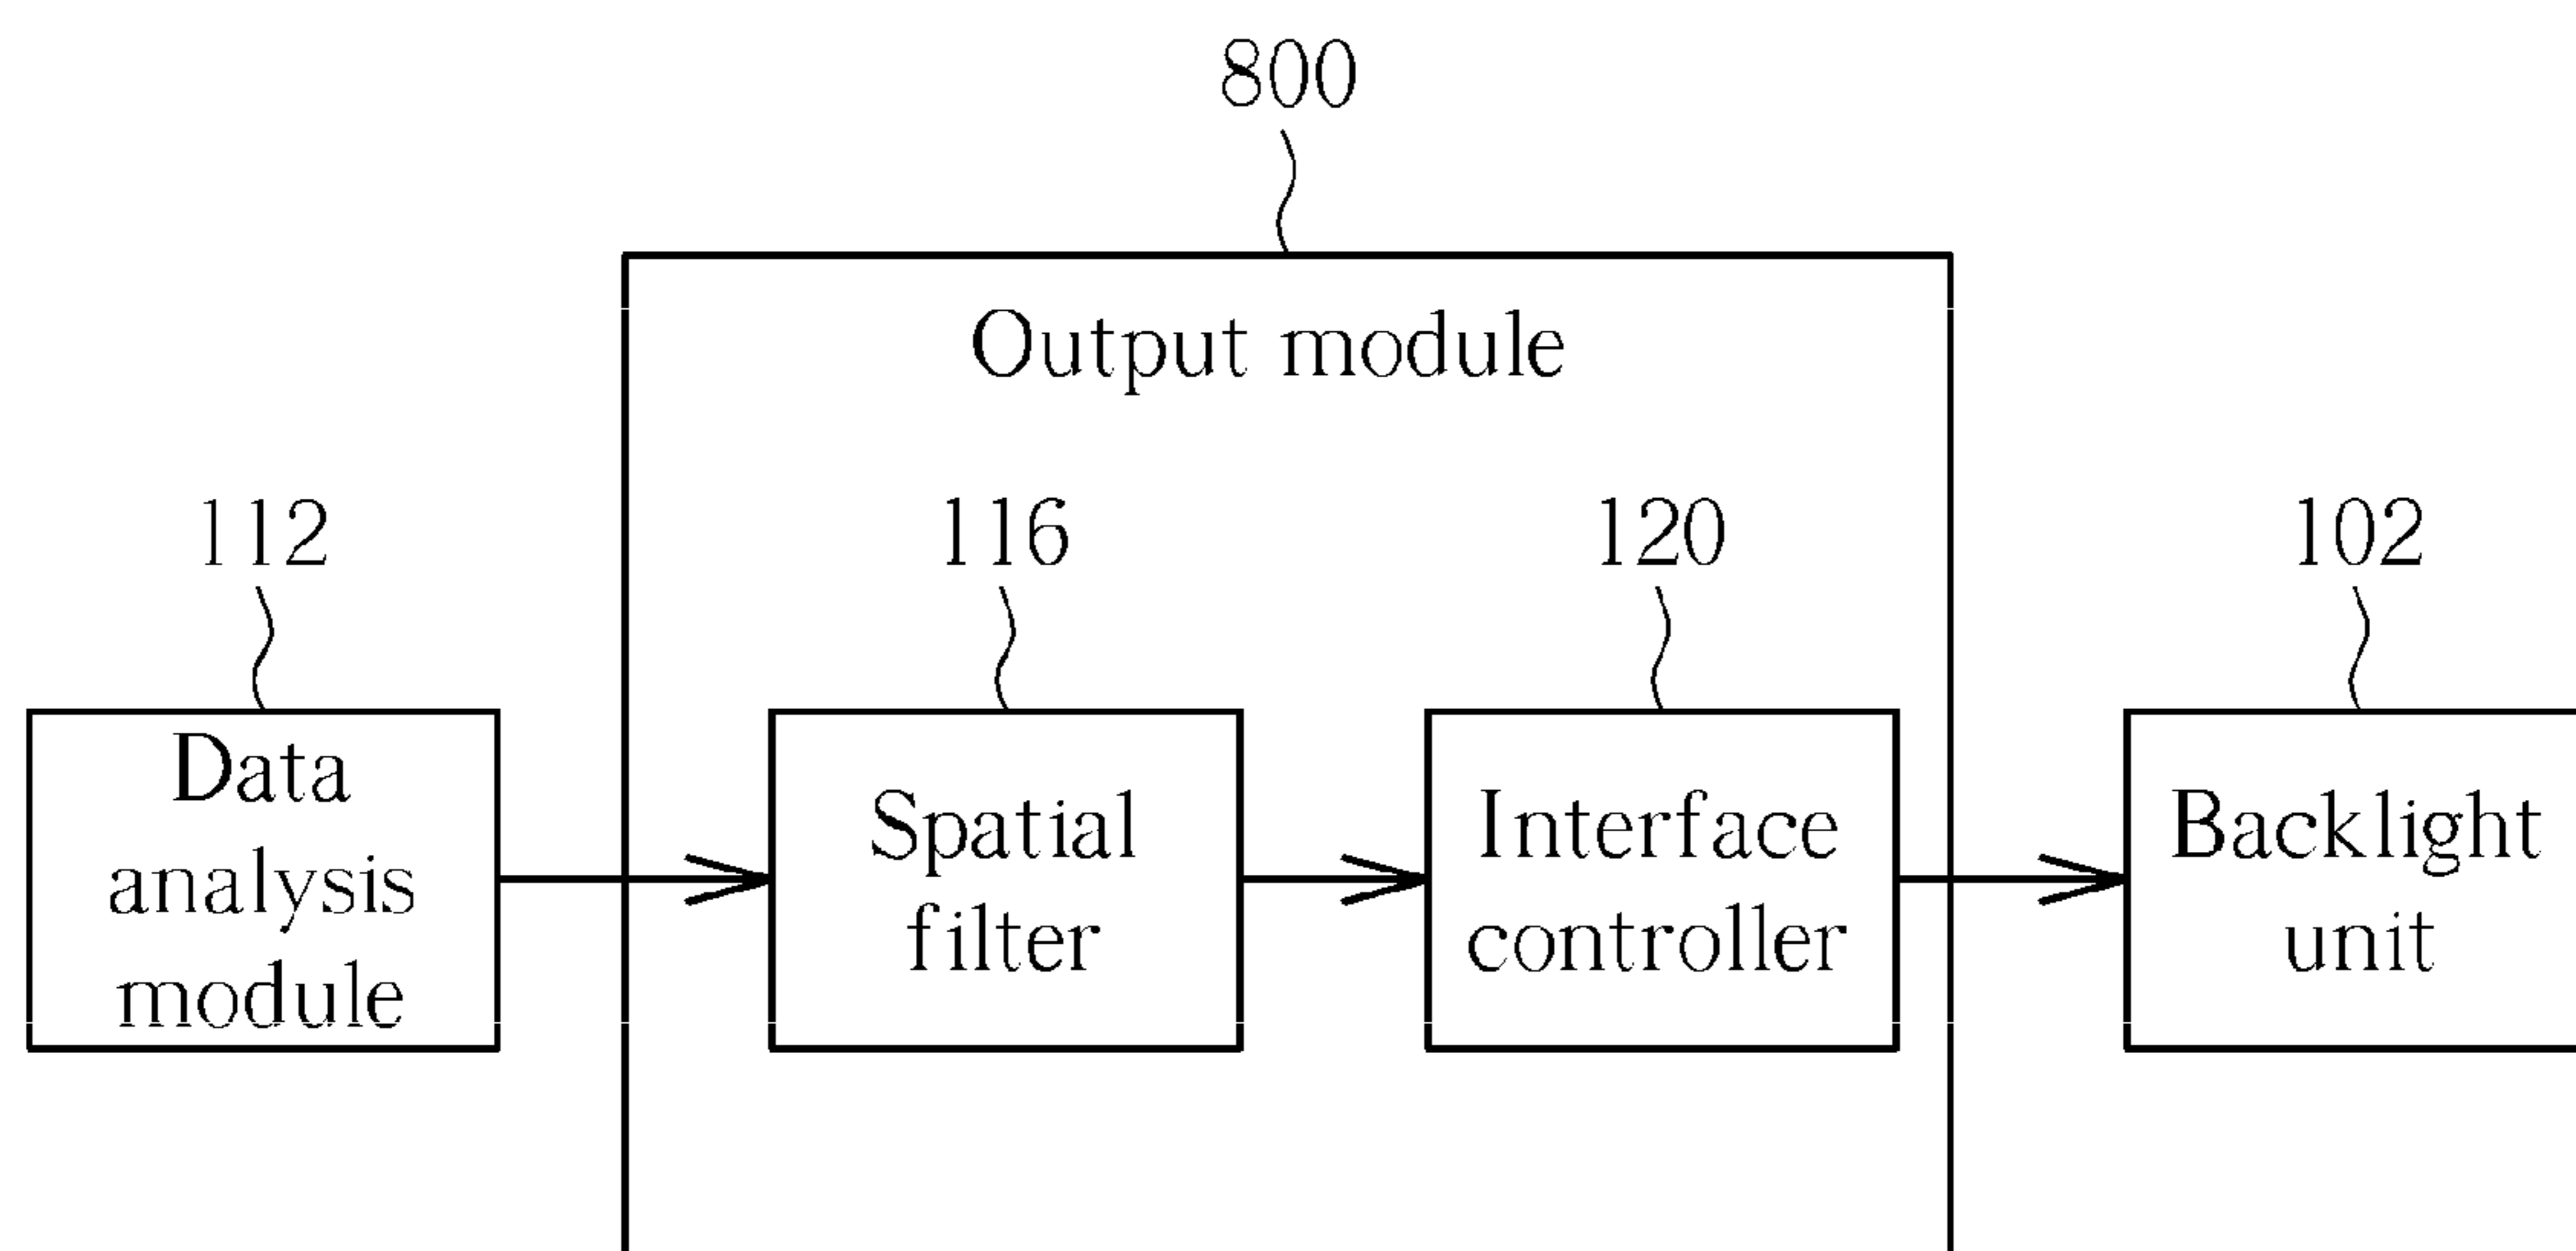 800
Output module
112
116
120
102
Data
analysis
module
Spatial
filter
Interface
controller
Backlight
unit